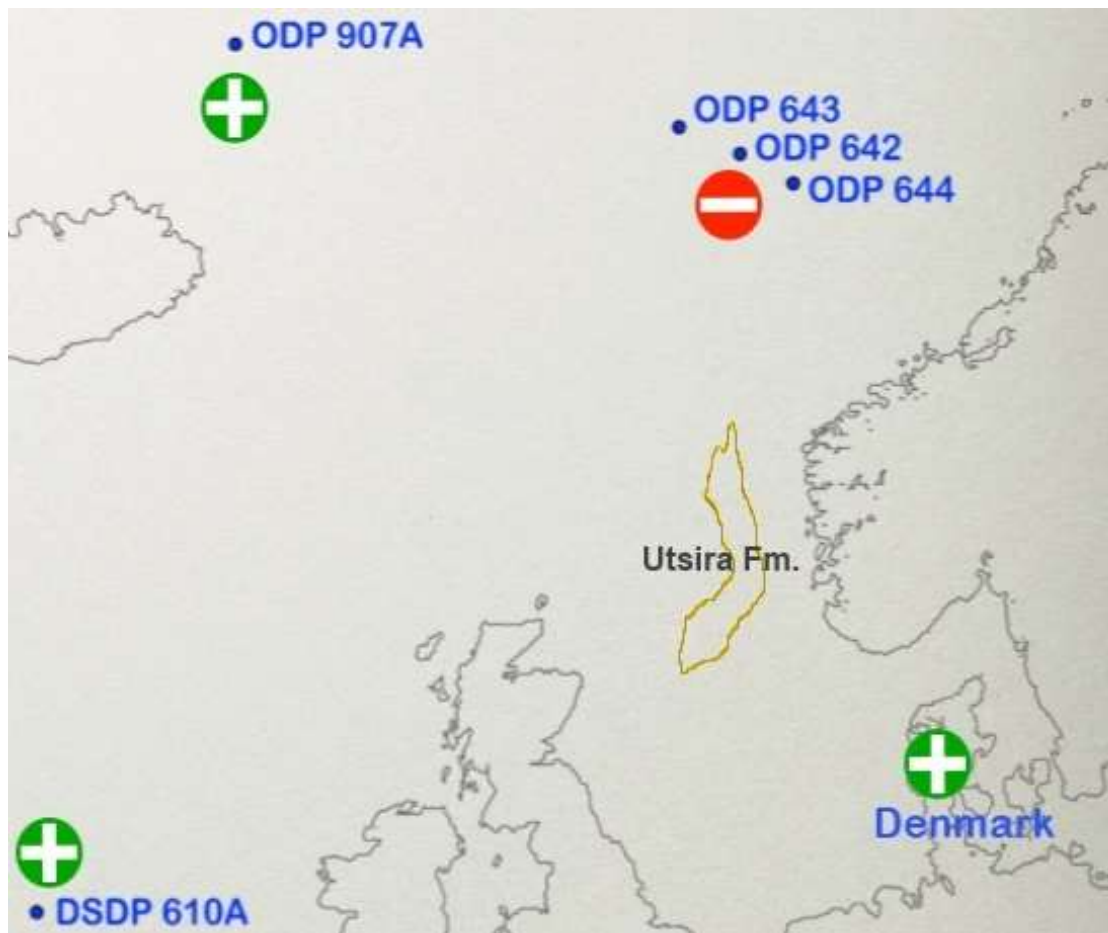 ODP 907A
ODP 643
ODP 642
ODP 644
Utsira Fm.
Denmark
DSDP 610A